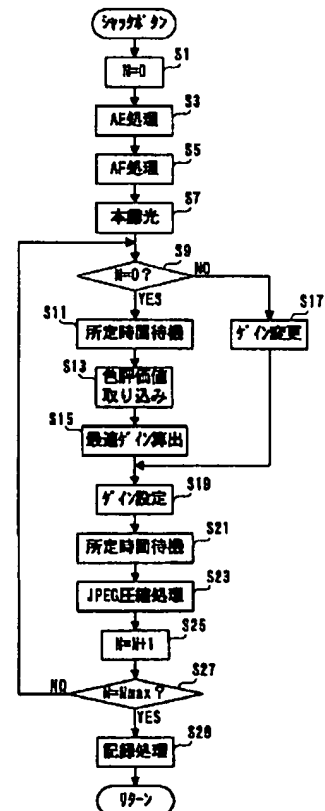 シャッタボタン
S1
N=0
S3
AE処理
S5
AF処理
S7
本露光
S9
N=0?
NO
YES
S11
所定時間待機
S17
ゲイン変更
S13
色評価値
取り込み
S15
最適ゲイン算出
S19
ゲイン設定
S21
所定時間待機
S23
JPEG圧縮処理
S25
N=N+1
S27
N=Nmax?
NO
YES
S29
記録処理
リターン